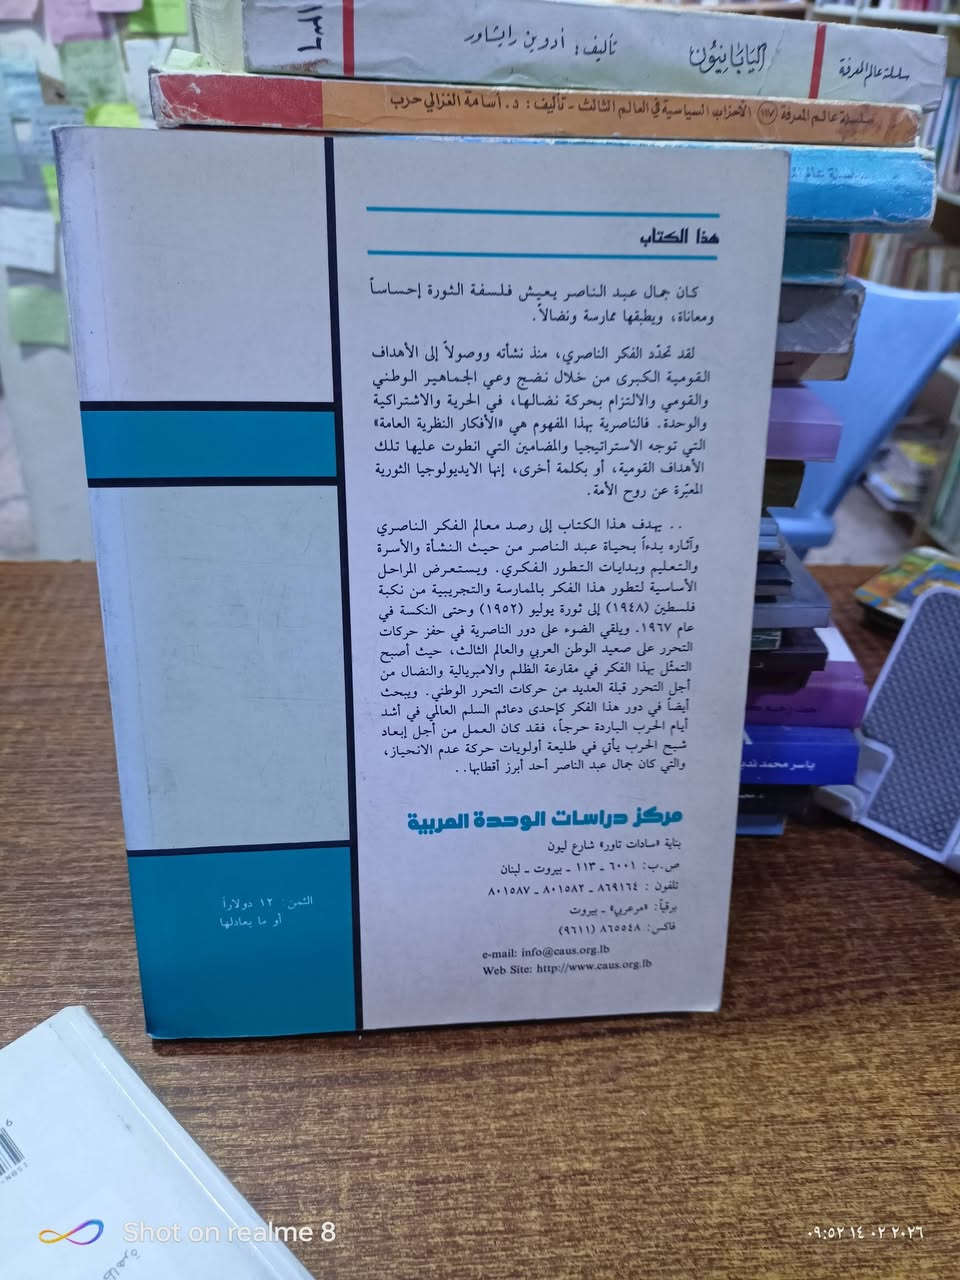 ١٣٦
اليابانيون
تأليف: أدوين رايشاور
سلسلة عالم المعرفة
سلسلة عالم المعرفة ١١٧ الأحزاب السياسية في العالم الثالث - تأليف: د. أسامة الغزالي حرب
هذا الكتاب
كان جمال عبد الناصر يعيش فلسفة الثورة إحساساً
ومعاناة، ويطبقها ممارسة ونضالاً.
لقد تحدّد الفكر الناصري، منذ نشأته ووصولاً إلى الأهداف
القومية الكبرى من خلال نضج وعي الجماهير الوطني
والقومي والالتزام بحركة نضالها، في الحرية والاشتراكية
والوحدة. فالناصرية بهذا المفهوم هي «الأفكار النظرية العامة»
التي توجه الاستراتيجيا والمضامين التي انطوت عليها تلك
الأهداف القومية، أو بكلمة أخرى، إنها الايديولوجيا الثورية
المعبّرة عن روح الأمة.
.. يهدف هذا الكتاب إلى رصد معالم الفكر الناصري
وآثاره بدءاً بحياة عبد الناصر من حيث النشأة والأسرة
والتعليم وبدايات التطور الفكري. ويستعرض المراحل
الأساسية لتطور هذا الفكر بالممارسة والتجريبية من نكبة
فلسطين (١٩٤٨) إلى ثورة يوليو (١٩٥٢) وحتى النكسة في
عام ١٩٦٧. ويلقي الضوء على دور الناصرية في حفز حركات
التحرر على صعيد الوطن العربي والعالم الثالث، حيث أصبح
التمثّل بهذا الفكر في مقارعة الظلم والامبريالية والنضال من
أجل التحرر قبلة العديد من حركات التحرر الوطني. ويبحث
أيضاً في دور هذا الفكر كإحدى دعائم السلم العالمي في أشد
أيام الحرب الباردة حرجاً، فقد كان العمل من أجل إبعاد
شبح الحرب يأتي في طليعة أولويات حركة عدم الانحياز،
والتي كان جمال عبد الناصر أحد أبرز أقطابها..
مركز دراسات الوحدة العربية
بناية «سادات تاور» شارع ليون
ص.ب: ٦٠٠١ - ١١٣ - بيروت - لبنان
تلفون : ٨٦٩١٦٤ - ٨٠١٥٨٢ - ٨٠١٥٨٧
برقياً: «مرعربي» - بيروت
فاكس: ٨٦٥٥٤٨ (٩٦١١)
e-mail: info@caus.org.lb
Web Site: http://www.caus.org.lb
الثمن: ١٢ دولاراً
أو ما يعادلها
ياسر محمد
Shot on realme 8
٠٩:٥٢ ١٤ ٠٢ ٢٠٢٦